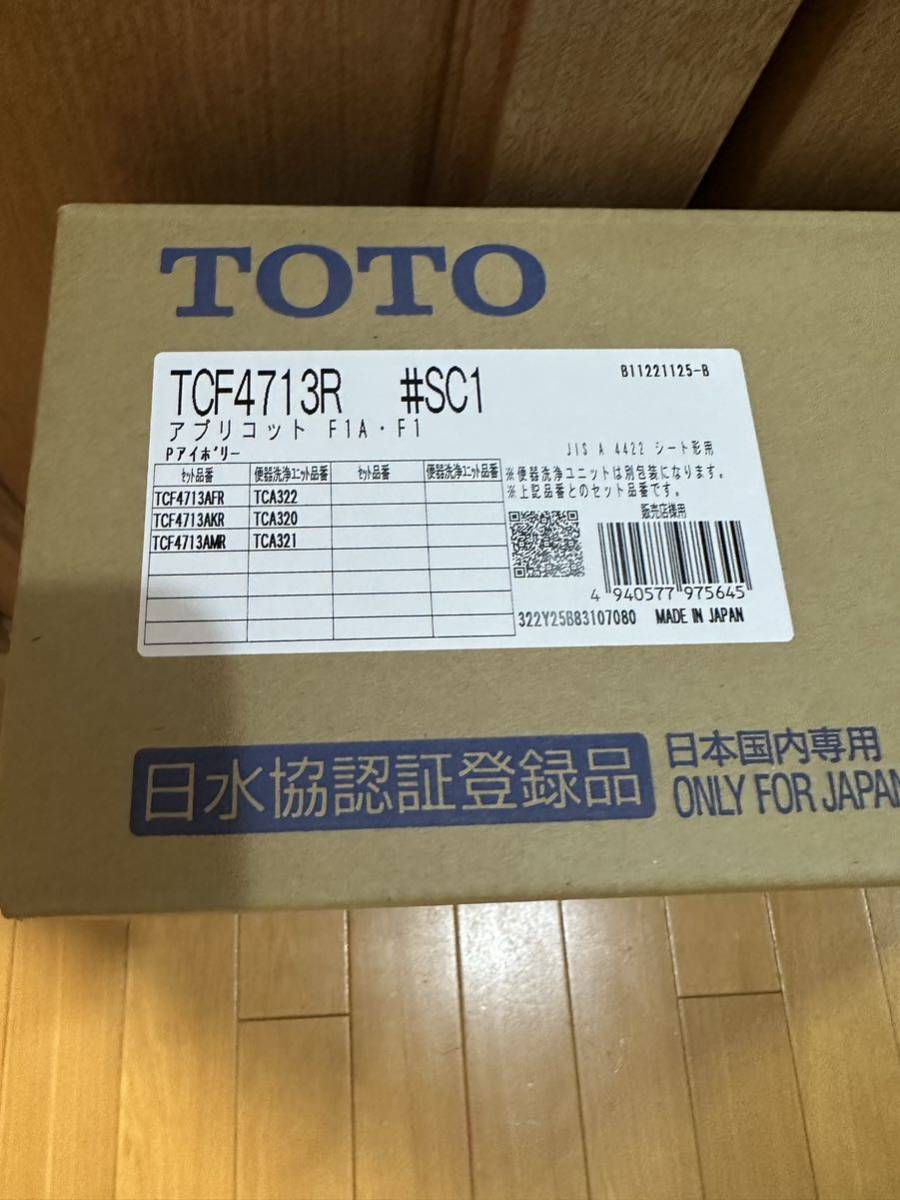 TOTO
TCF4713R #SC1
B11221125-B
アプリコット F1A・F1
Pアイボリー
JIS A 4422 シート形用
ｾｯﾄ品番 便器洗浄ﾕﾆｯﾄ品番 ｾｯﾄ品番 便器洗浄ﾕﾆｯﾄ品番
TCF4713AFR TCA322
TCF4713AKR TCA320
TCF4713AMR TCA321
※便器洗浄ユニットは別包装になります。
※上記品番とのセット品番です。
販売店様用
4 940577 975645
322Y25B83107080 MADE IN JAPAN
日水協認証登録品
日本国内専用
ONLY FOR JAPAN